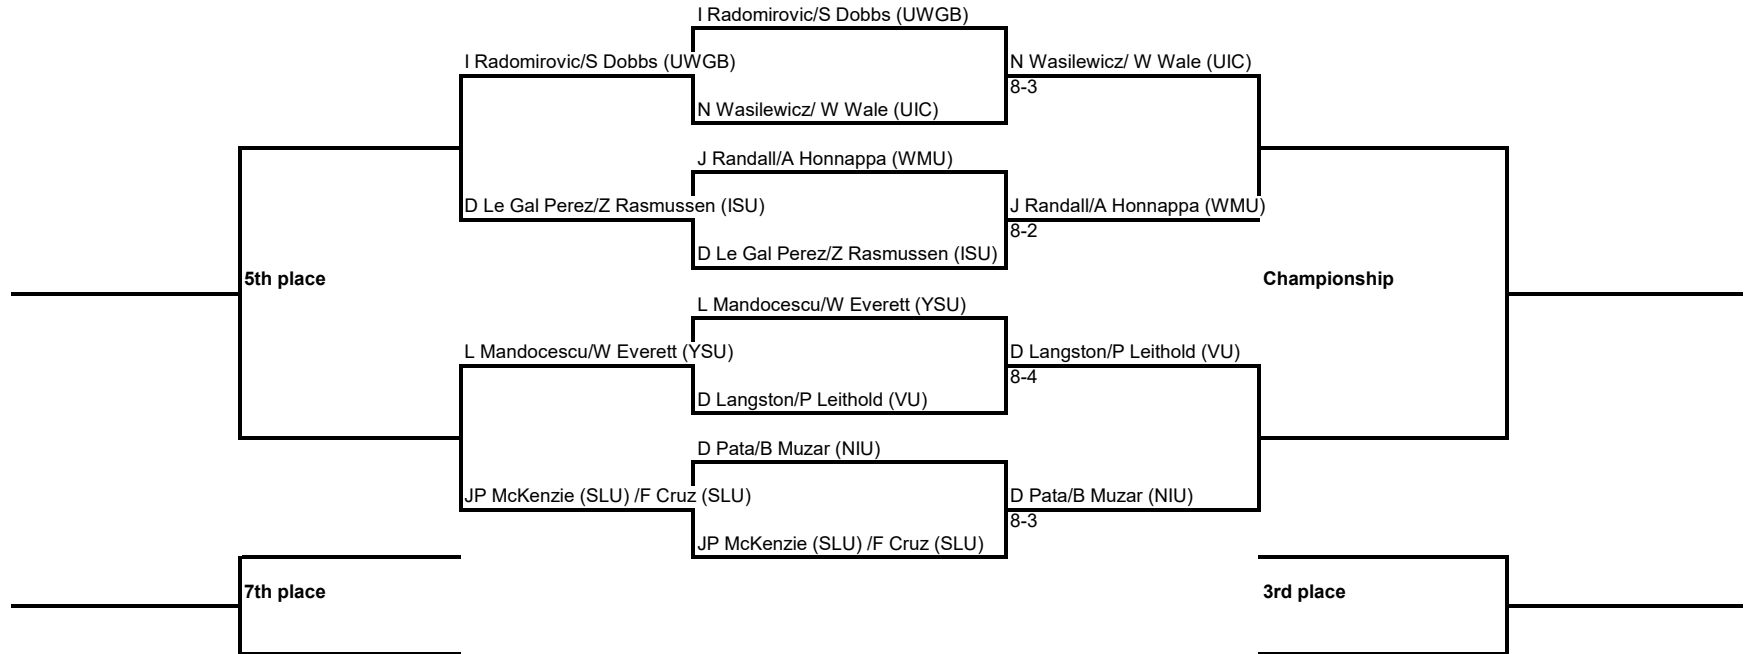 I Radomirovic/S Dobbs (UWGB)
I Radomirovic/S Dobbs (UWGB)
N Wasilewicz/ W Wale (UIC)
8-3
N Wasilewicz/ W Wale (UIC)
J Randall/A Honnappa (WMU)
D Le Gal Perez/Z Rasmussen (ISU)
J Randall/A Honnappa (WMU)
8-2
D Le Gal Perez/Z Rasmussen (ISU)
5th place
Championship
L Mandocescu/W Everett (YSU)
L Mandocescu/W Everett (YSU)
D Langston/P Leithold (VU)
8-4
D Langston/P Leithold (VU)
D Pata/B Muzar (NIU)
JP McKenzie (SLU) /F Cruz (SLU)
D Pata/B Muzar (NIU)
8-3
JP McKenzie (SLU) /F Cruz (SLU)
7th place
3rd place